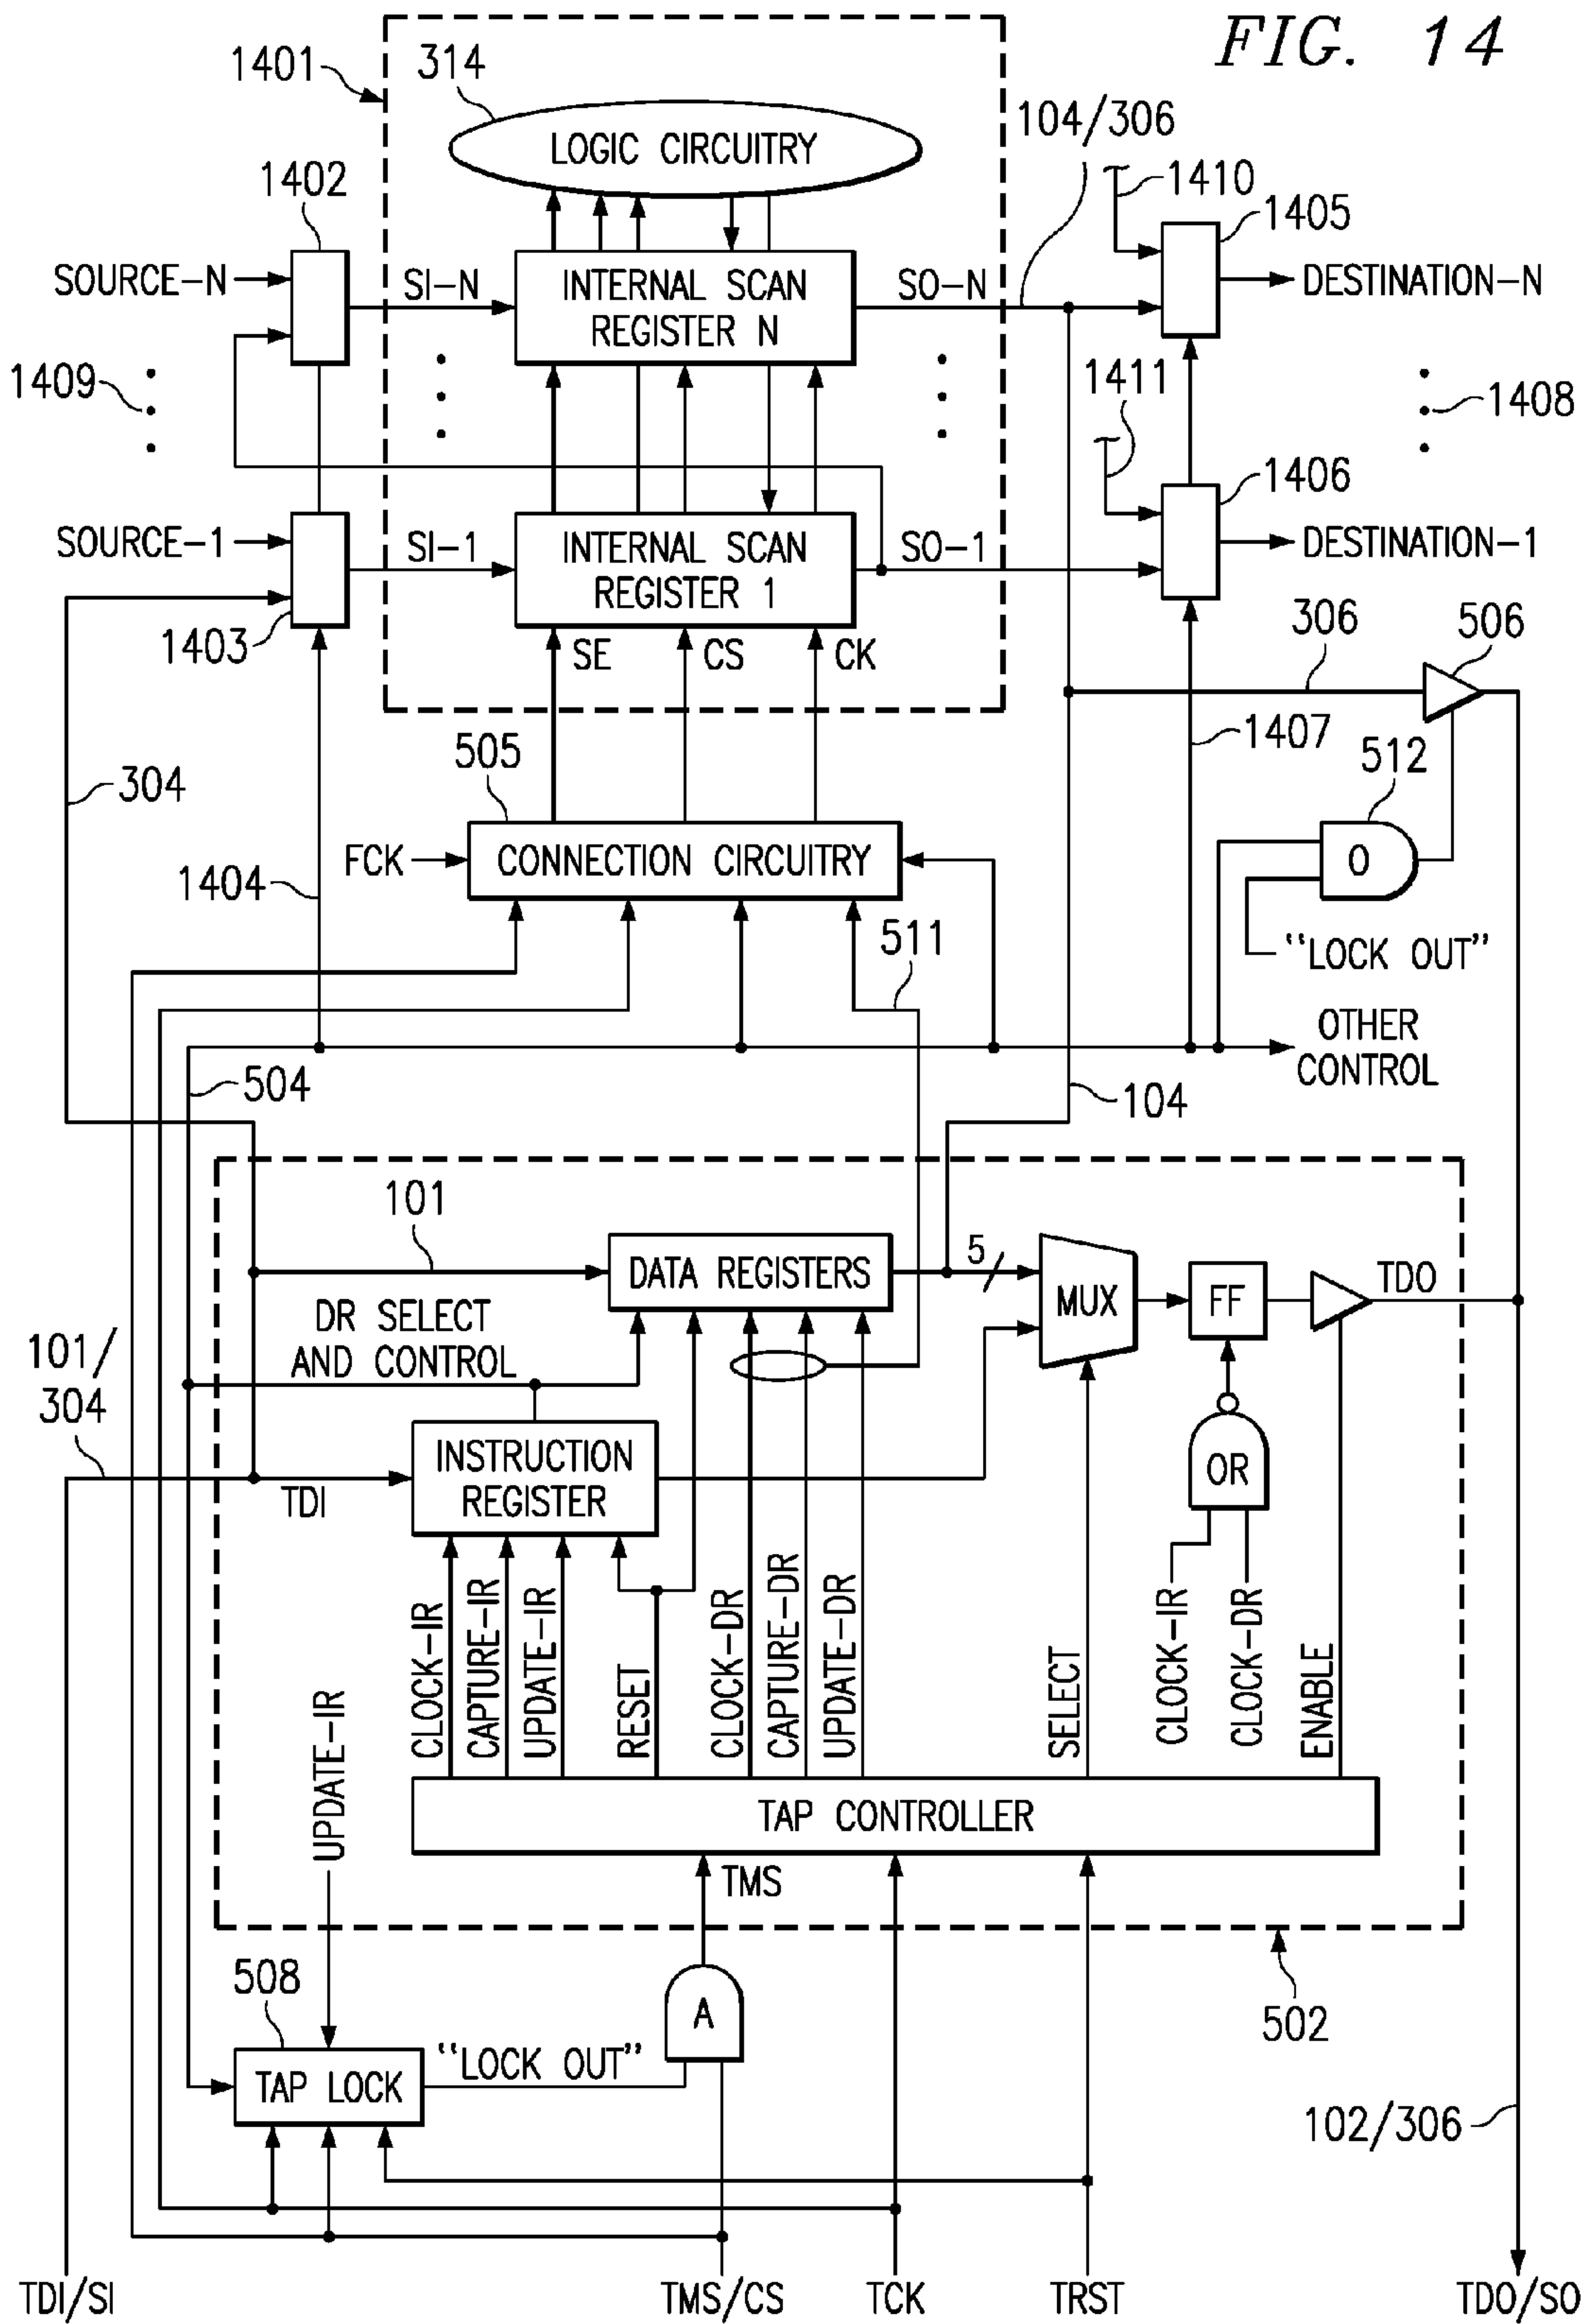 FIG. 14
1401
314
LOGIC CIRCUITRY
104/306
1410
1405
1402
SOURCE-N
SI-N
INTERNAL SCAN
REGISTER N
SO-N
DESTINATION-N
1409
1411
1408
1406
SOURCE-1
SI-1
INTERNAL SCAN
REGISTER 1
SO-1
DESTINATION-1
1403
SE
CS
CK
306
506
304
505
1407
512
FCK
CONNECTION CIRCUITRY
O
1404
511
"LOCK OUT"
OTHER
CONTROL
504
104
101
DATA REGISTERS
5
MUX
FF
TDO
DR SELECT
AND CONTROL
101/
304
INSTRUCTION
REGISTER
TDI
OR
CLOCK-IR
CAPTURE-IR
UPDATE-IR
RESET
CLOCK-DR
CAPTURE-DR
UPDATE-DR
SELECT
CLOCK-IR
CLOCK-DR
ENABLE
UPDATE-IR
TAP CONTROLLER
TMS
508
A
502
"LOCK OUT"
TAP LOCK
102/306
TDI/SI
TMS/CS
TCK
TRST
TDO/SO